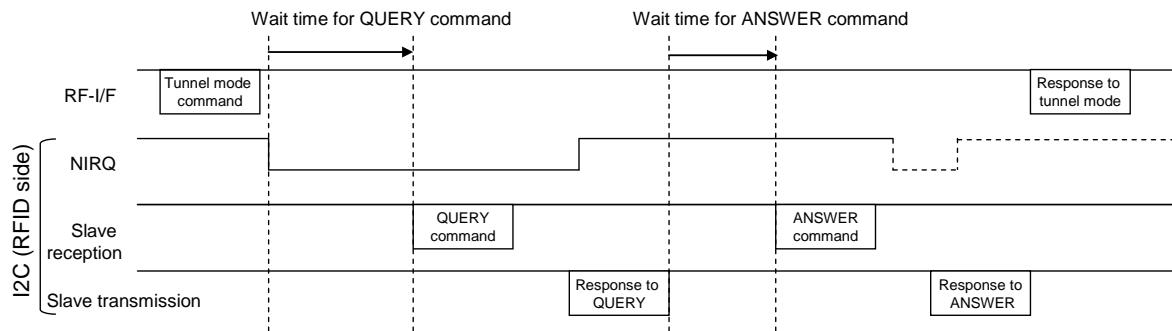 Wait time for QUERY command
Wait time for ANSWER command
RF-I/F
Tunnel mode
command
Response to
tunnel mode
I2C (RFID side)
NIRQ
Slave
reception
QUERY
command
ANSWER
command
Slave transmission
Response to
QUERY
Response to
ANSWER